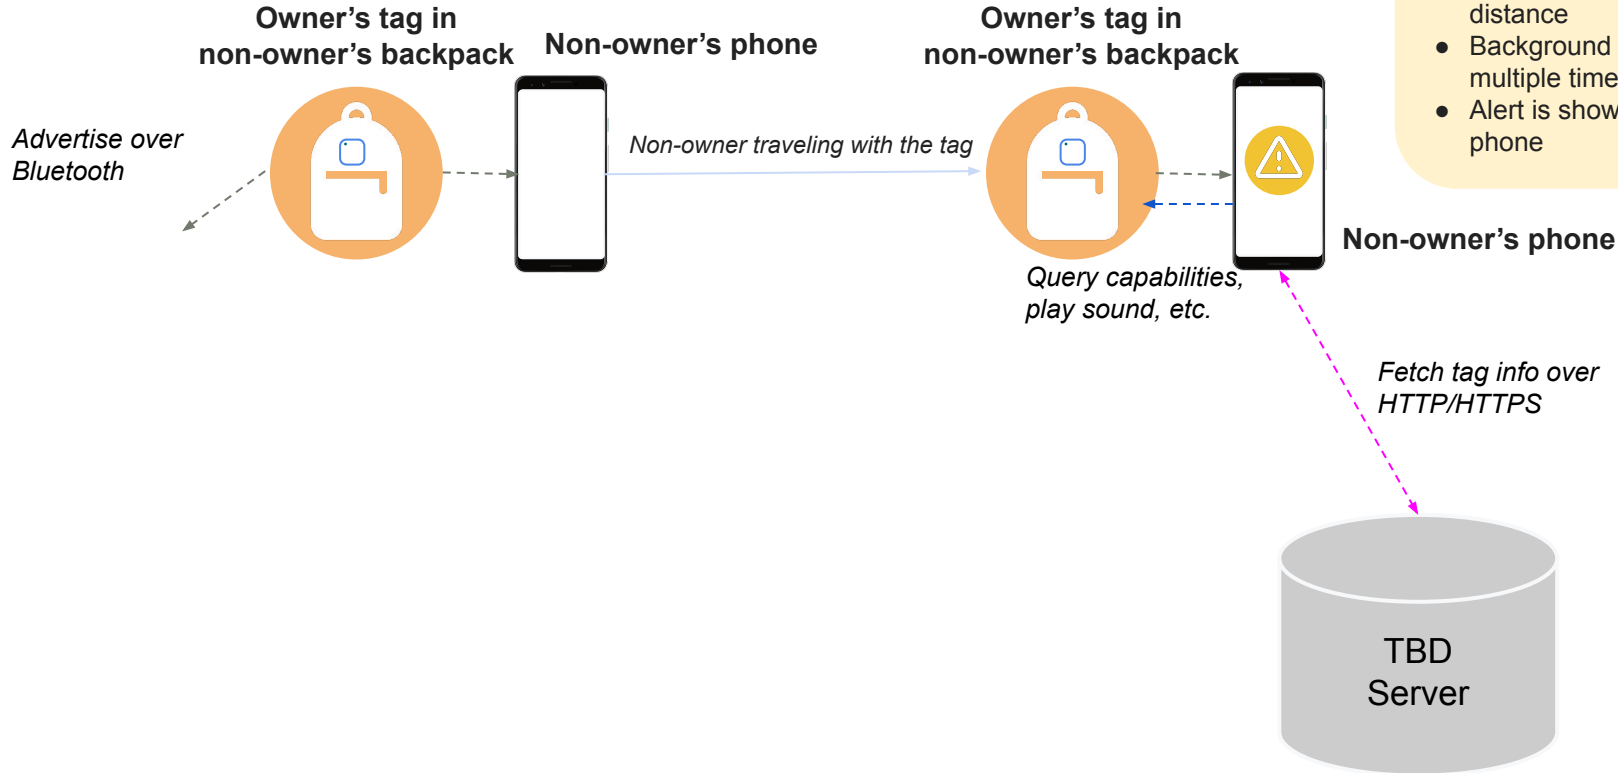 Owner's tag in
non-owner's backpack
Non-owner's phone
Owner's tag in
non-owner's backpack
distance
● Background
multiple time
● Alert is show
phone
Advertise over
Bluetooth
Non-owner traveling with the tag
Non-owner's phone
Query capabilities,
play sound, etc.
Fetch tag info over
HTTP/HTTPS
TBD
Server